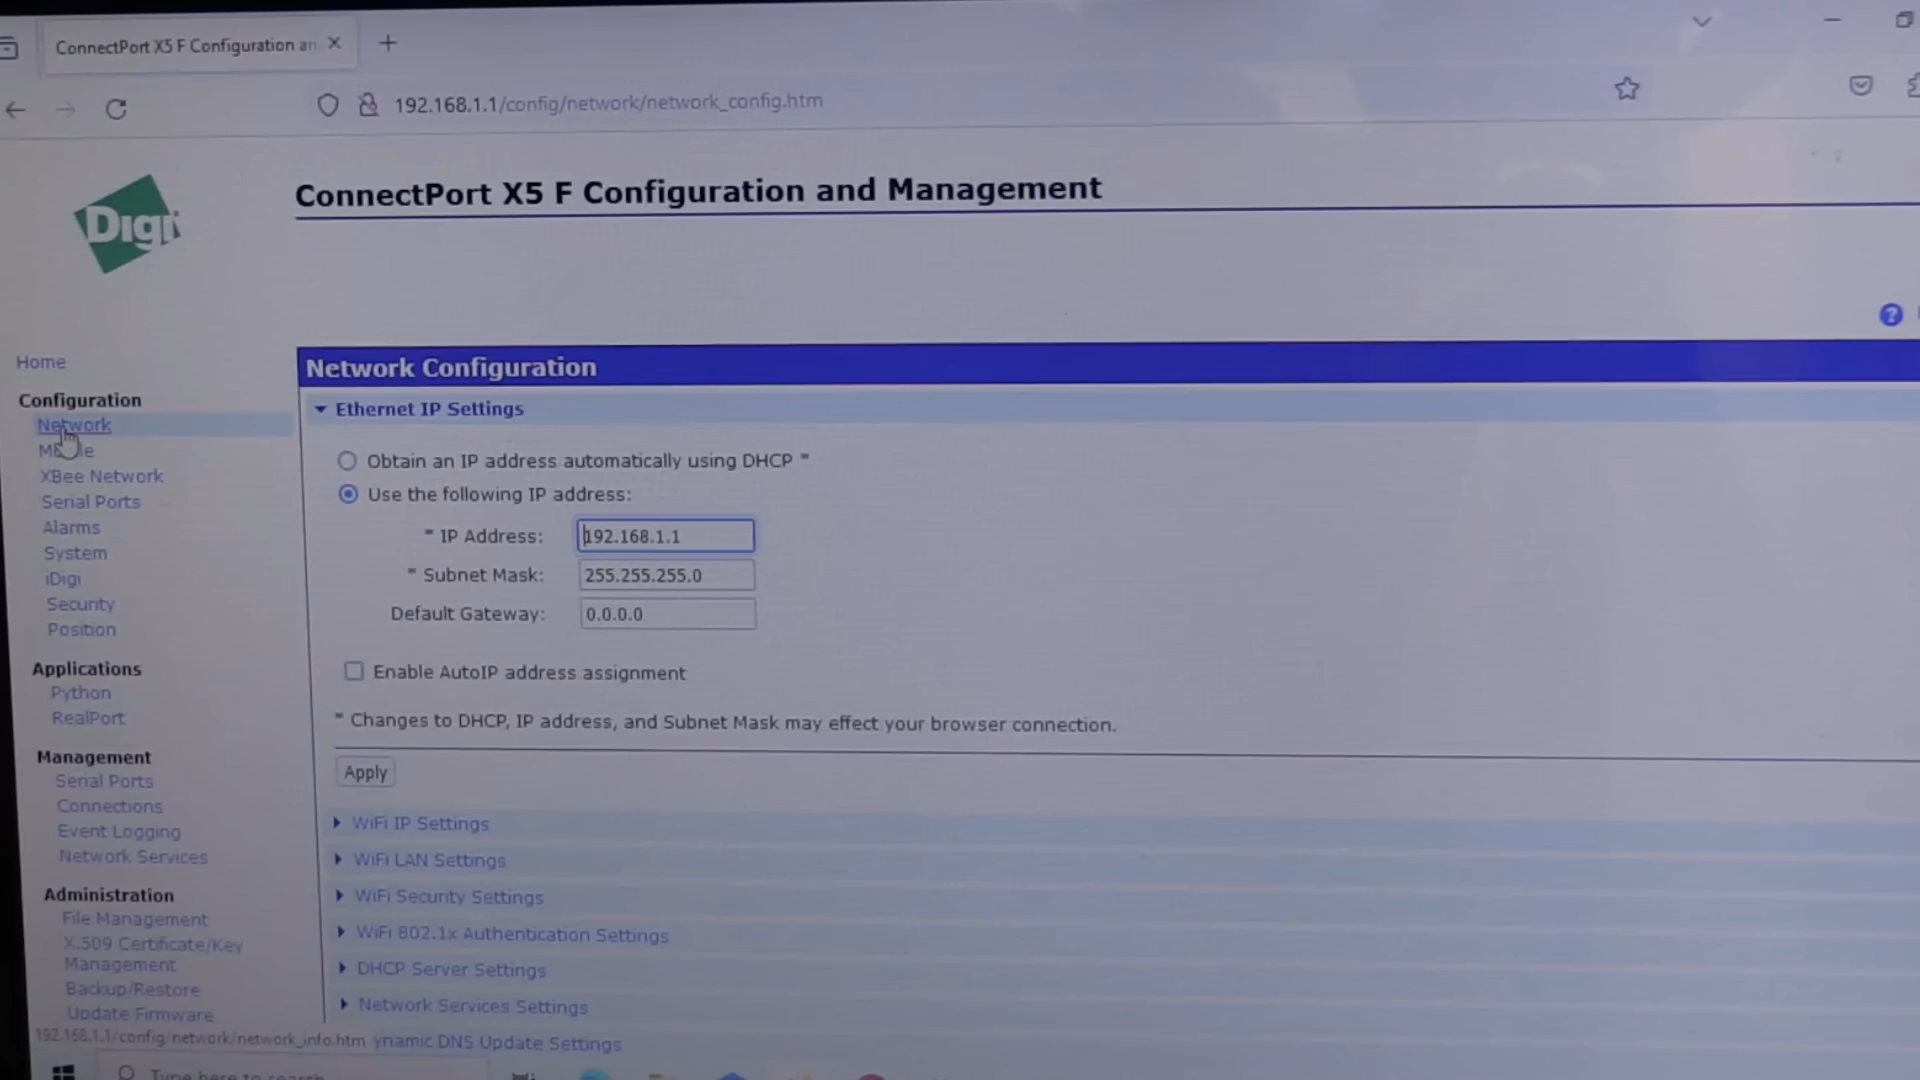 ConnectPort X5 F Configuration an
192.168.1.1/config/network/network_config.htm
Digi
ConnectPort X5 F Configuration and Management
?
Home
Configuration
Network
XBee Network
Serial Ports
Alarms
System
iDigi
Security
Position
Applications
Python
RealPort
Management
Serial Ports
Connections
Event Logging
Network Services
Administration
File Management
X.509 Certificate/Key
Management
Backup/Restore
Update Firmware
Network Configuration
Ethernet IP Settings
Obtain an IP address automatically using DHCP *
Use the following IP address:
* IP Address: 192.168.1.1
* Subnet Mask: 255.255.255.0
Default Gateway: 0.0.0.0
Enable AutoIP address assignment
* Changes to DHCP, IP address, and Subnet Mask may effect your browser connection.
Apply
WiFi IP Settings
WiFi LAN Settings
WiFi Security Settings
WiFi 802.1x Authentication Settings
DHCP Server Settings
Network Services Settings
ynamic DNS Update Settings
192.168.1.1/config/network/network_info.htm
Type here to search